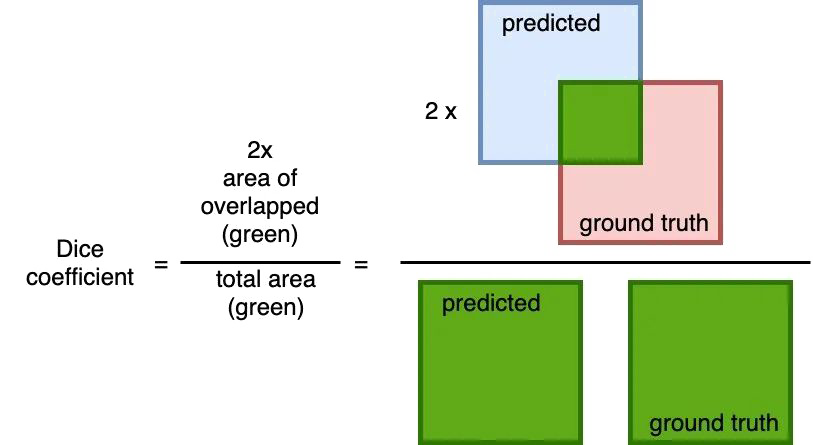 Dice
coefficient
=
2x
area of
overlapped
(green)
total area
(green)
=
2 x
predicted
ground truth
predicted
ground truth